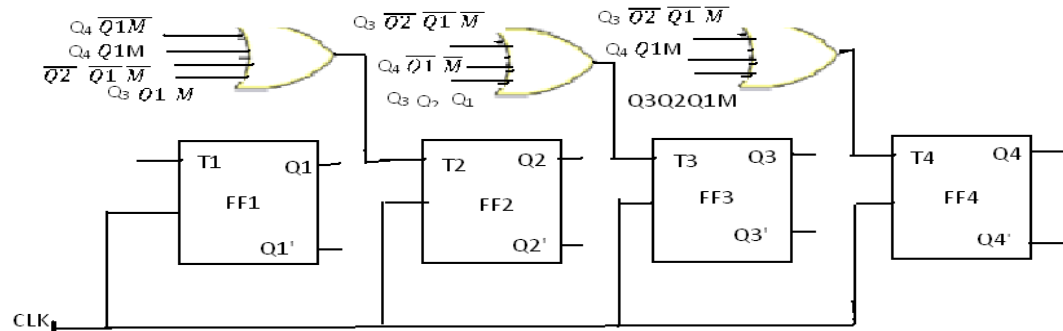 Q₄ Q̅1̅M̅
Q₄ Q1M
Q̅2̅ Q̅1̅ M̅
Q₃ Q1 M
Q₃ Q̅2̅ Q̅1̅ M̅
Q₄ Q̅1̅ M̅
Q₃ Q₂ Q₁
Q₃ Q̅2̅ Q̅1̅ M̅
Q₄ Q1M
Q3Q2Q1M
T1 Q1
FF1
Q1'
T2 Q2
FF2
Q2'
T3 Q3
FF3
Q3'
T4 Q4
FF4
Q4'
CLK